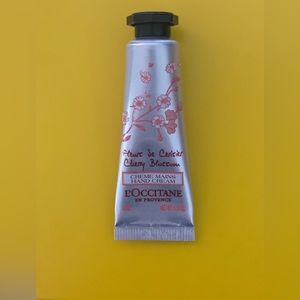 Fleurs de Cerisier
Cherry Blossom
CRÈME MAINS
HAND CREAM
L'OCCITANE
EN PROVENCE